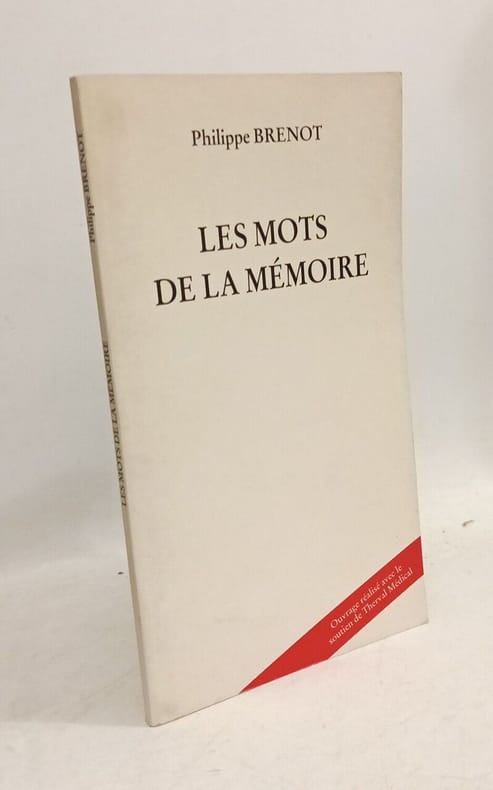 Philippe BRENOT
LES MOTS
DE LA MÉMOIRE
Ouvrage réalisé avec le
soutien de Therval Médical
Philippe BRENOT
LES MOTS DE LA MÉMOIRE